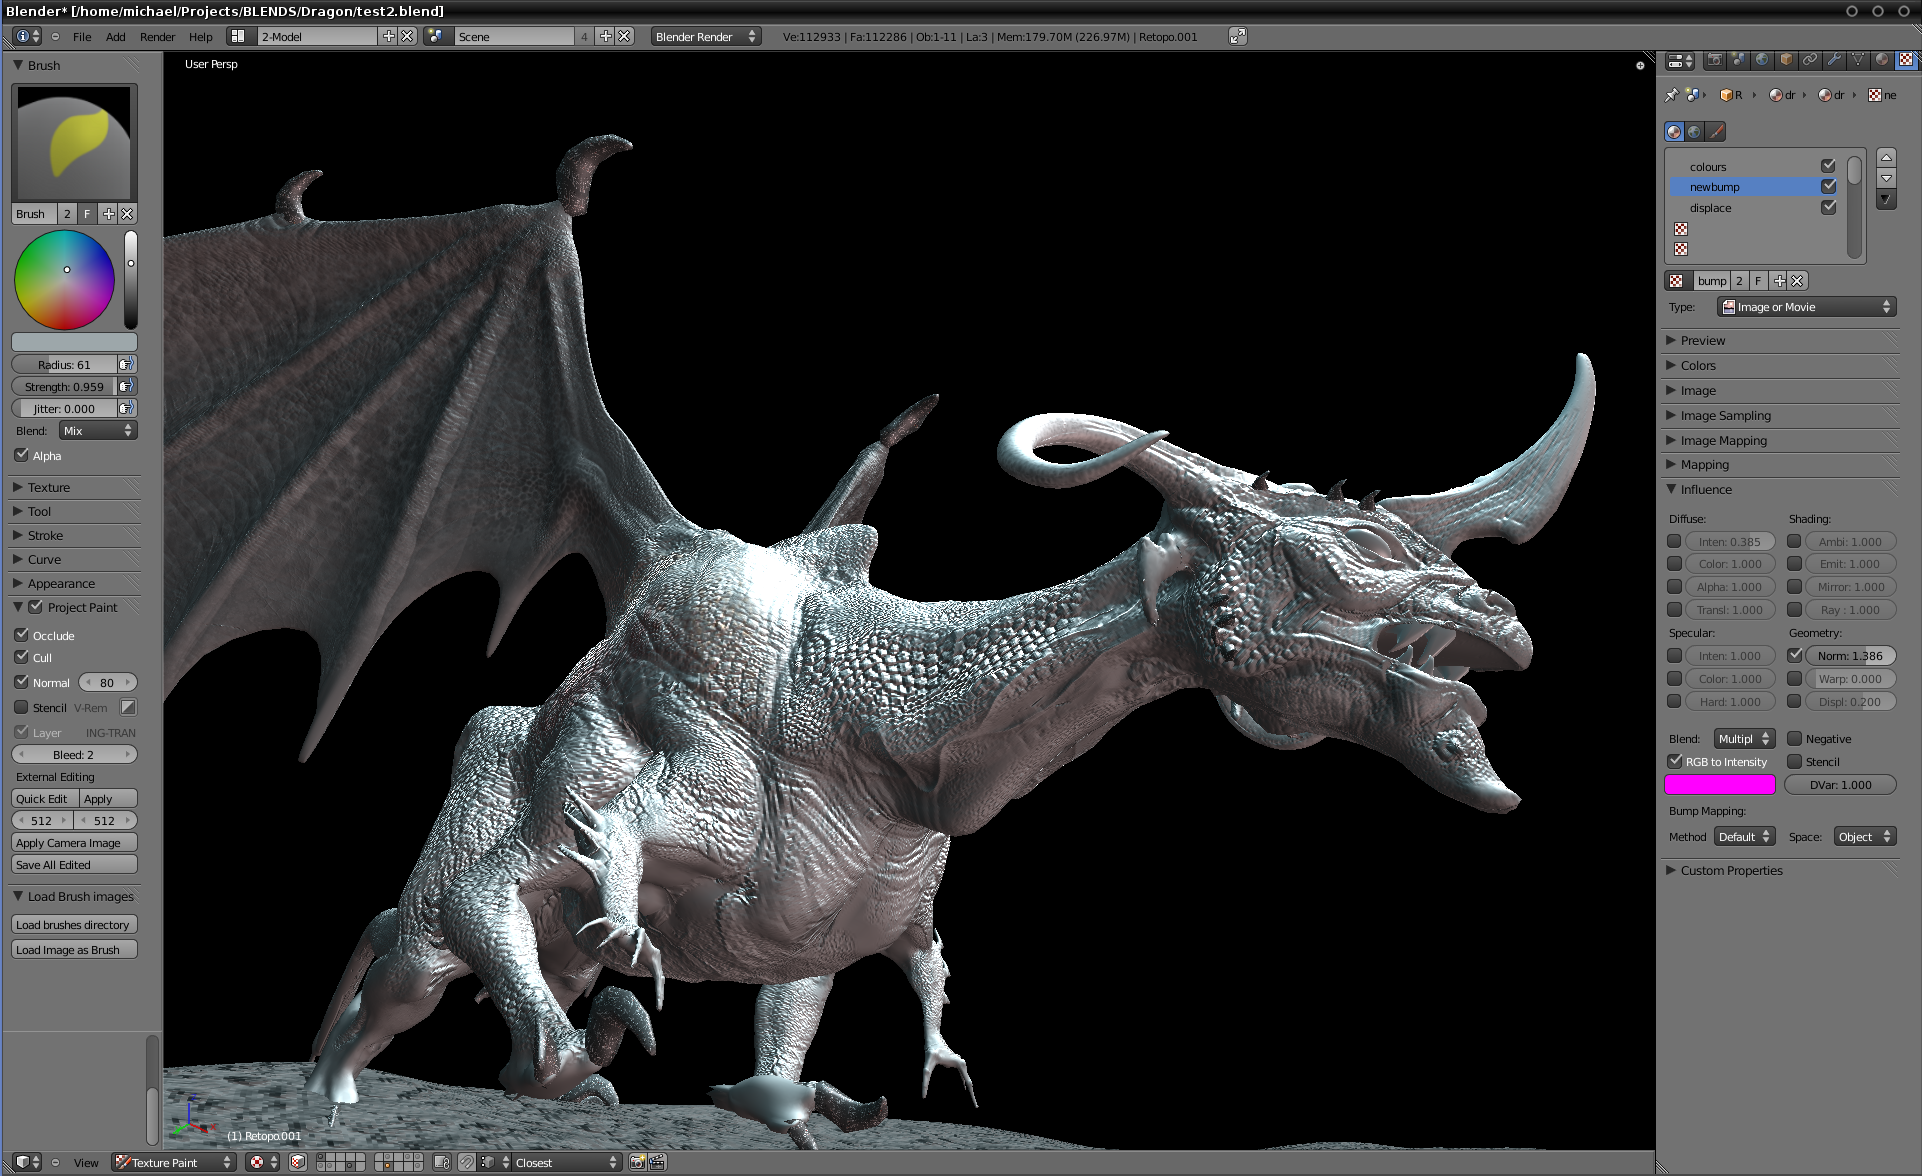 Blender* [/home/michael/Projects/BLENDS/Dragon/test2.blend]
File Add Render Help 2-Model Scene 4 Blender Render Ve:112933 | Fa:112286 | Ob:1-11 | La:3 | Mem:179.70M (226.97M) | Retopo.001
Brush
Brush 2 F
Radius: 61
Strength: 0.959
Jitter: 0.000
Blend: Mix
Alpha
Texture
Tool
Stroke
Curve
Appearance
Project Paint
Occlude
Cull
Normal 80
Stencil V-Rem
Layer ING-TRAN
Bleed: 2
External Editing
Quick Edit Apply
512 512
Apply Camera Image
Save All Edited
Load Brush images
Load brushes directory
Load Image as Brush
User Persp
(1) Retopo.001
View Texture Paint Closest
R dr dr ne
colours
newbump
displace
bump 2 F
Type: Image or Movie
Preview
Colors
Image
Image Sampling
Image Mapping
Mapping
Influence
Diffuse: Shading:
Inten: 0.385 Ambi: 1.000
Color: 1.000 Emit: 1.000
Alpha: 1.000 Mirror: 1.000
Transl: 1.000 Ray : 1.000
Specular: Geometry:
Inten: 1.000 Norm: 1.386
Color: 1.000 Warp: 0.000
Hard: 1.000 Displ: 0.200
Blend: Multipl Negative
RGB to Intensity Stencil
DVar: 1.000
Bump Mapping:
Method Default Space: Object
Custom Properties